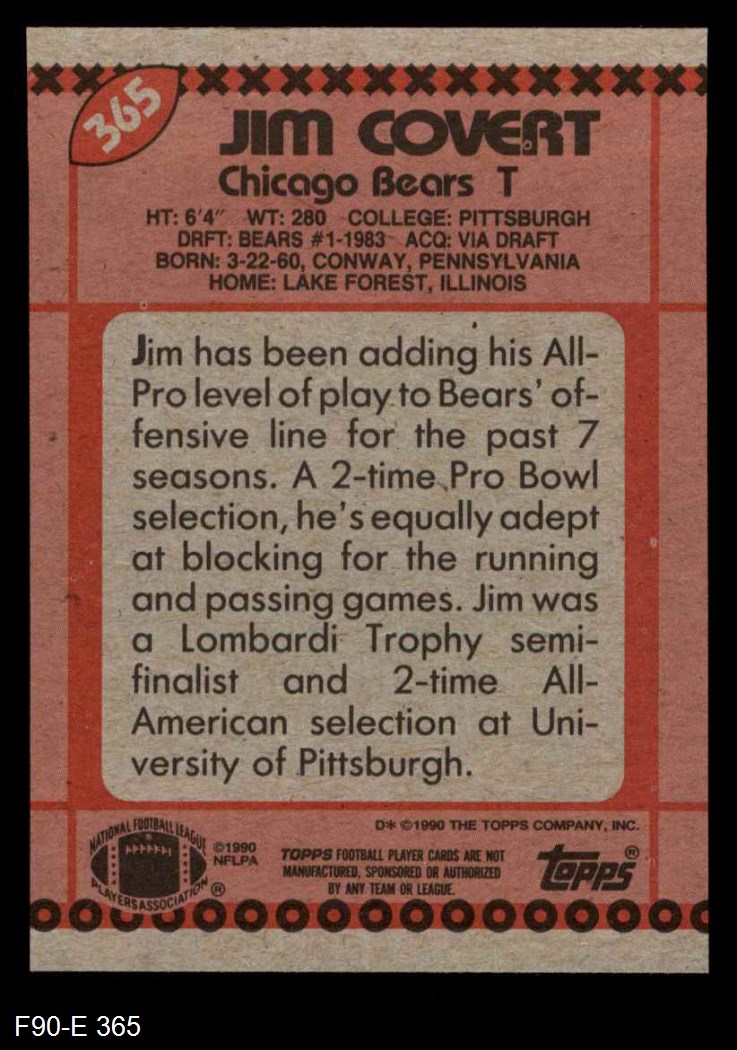 365
JIM COVERT
Chicago Bears T
HT: 6'4" WT: 280 COLLEGE: PITTSBURGH
DRFT: BEARS #1-1983 ACQ: VIA DRAFT
BORN: 3-22-60, CONWAY, PENNSYLVANIA
HOME: LAKE FOREST, ILLINOIS
Jim has been adding his All-
Pro level of play to Bears' of-
fensive line for the past 7
seasons. A 2-time Pro Bowl
selection, he's equally adept
at blocking for the running
and passing games. Jim was
a Lombardi Trophy semi-
finalist and 2-time All-
American selection at Uni-
versity of Pittsburgh.
D* ©1990 THE TOPPS COMPANY, INC.
NATIONAL FOOTBALL LEAGUE
PLAYERS ASSOCIATION ®
©1990
NFLPA
TOPPS FOOTBALL PLAYER CARDS ARE NOT
MANUFACTURED, SPONSORED OR AUTHORIZED
BY ANY TEAM OR LEAGUE.
topps®
F90-E 365